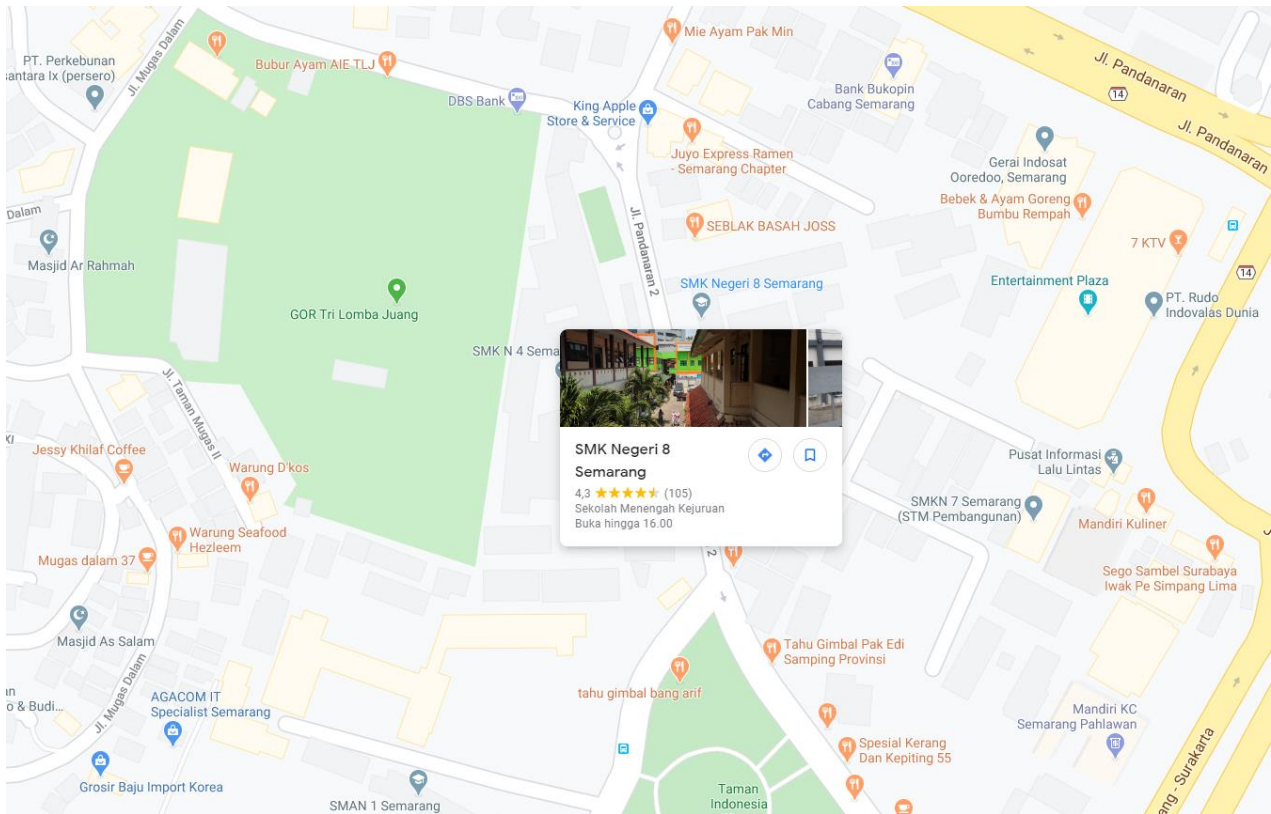 Mie Ayam Pak Min
PT. Perkebunan
santara Ix (persero)
Jl. Mugas Dalam
Bubur Ayam AIE TLJ
DBS Bank
King Apple
Store & Service
Bank Bukopin
Cabang Semarang
Jl. Pandanaran
14
Jl. Pandanaran
Juyo Express Ramen
- Semarang Chapter
Gerai Indosat
Ooredoo, Semarang
Bebek & Ayam Goreng
Bumbu Rempah
Dalam
Masjid Ar Rahmah
Jl. Pandanaran 2
SEBLAK BASAH JOSS
7 KTV
14
SMK Negeri 8 Semarang
Entertainment Plaza
PT. Rudo
Indovalas Dunia
GOR Tri Lomba Juang
SMK N 4 Sema
Jl. Taman Mugas II
XI
Jessy Khilaf Coffee
Warung D'kos
SMK Negeri 8
Semarang
4,3 (105)
Sekolah Menengah Kejuruan
Buka hingga 16.00
Pusat Informasi
Lalu Lintas
SMKN 7 Semarang
(STM Pembangunan)
Mandiri Kuliner
Warung Seafood
Hezleem
Mugas dalam 37
2
Sego Sambel Surabaya
Iwak Pe Simpang Lima
Masjid As Salam
Tahu Gimbal Pak Edi
Samping Provinsi
tahu gimbal bang arif
Jl. Mugas Dalam
an
o & Budi...
AGACOM IT
Specialist Semarang
Mandiri KC
Semarang Pahlawan
Spesial Kerang
Dan Kepiting 55
Grosir Baju Import Korea
SMAN 1 Semarang
Taman
Indonesia
ang - Surakarta